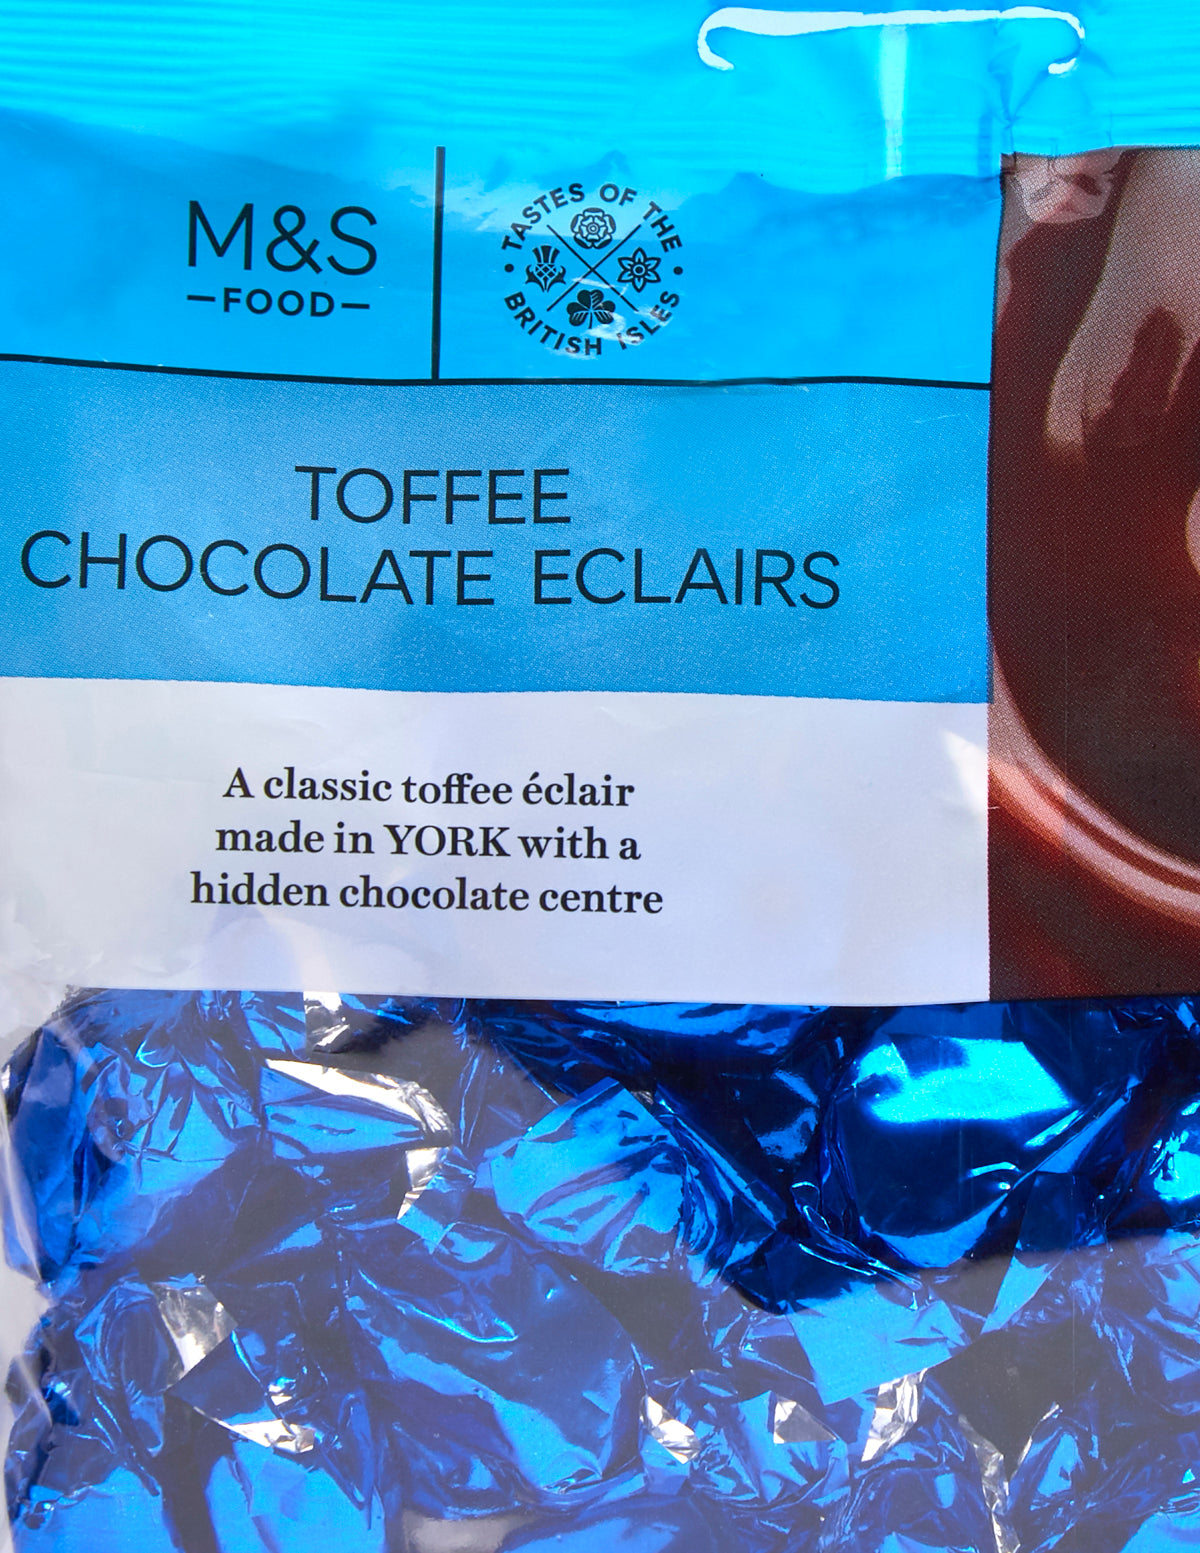 M&S
FOOD
TASTES OF THE
BRITISH ISLES
TOFFEE
CHOCOLATE ECLAIRS
A classic toffee éclair
made in YORK with a
hidden chocolate centre